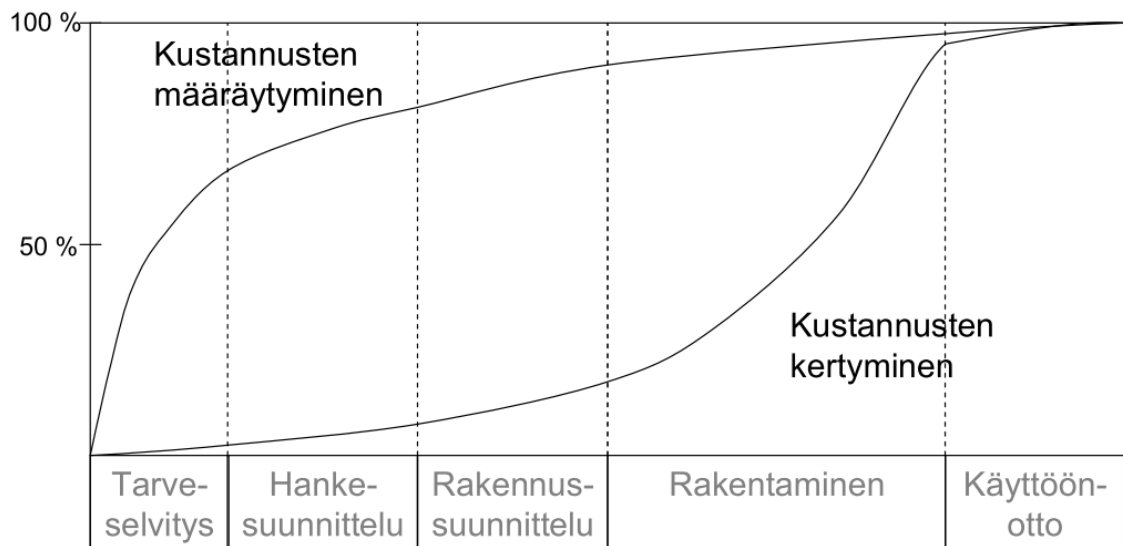 100 %
Kustannusten
määräytyminen
50 %
Kustannusten
kertyminen
Tarve-
selvitys
Hanke-
suunnittelu
Rakennus-
suunnittelu
Rakentaminen
Käyttöön-
otto